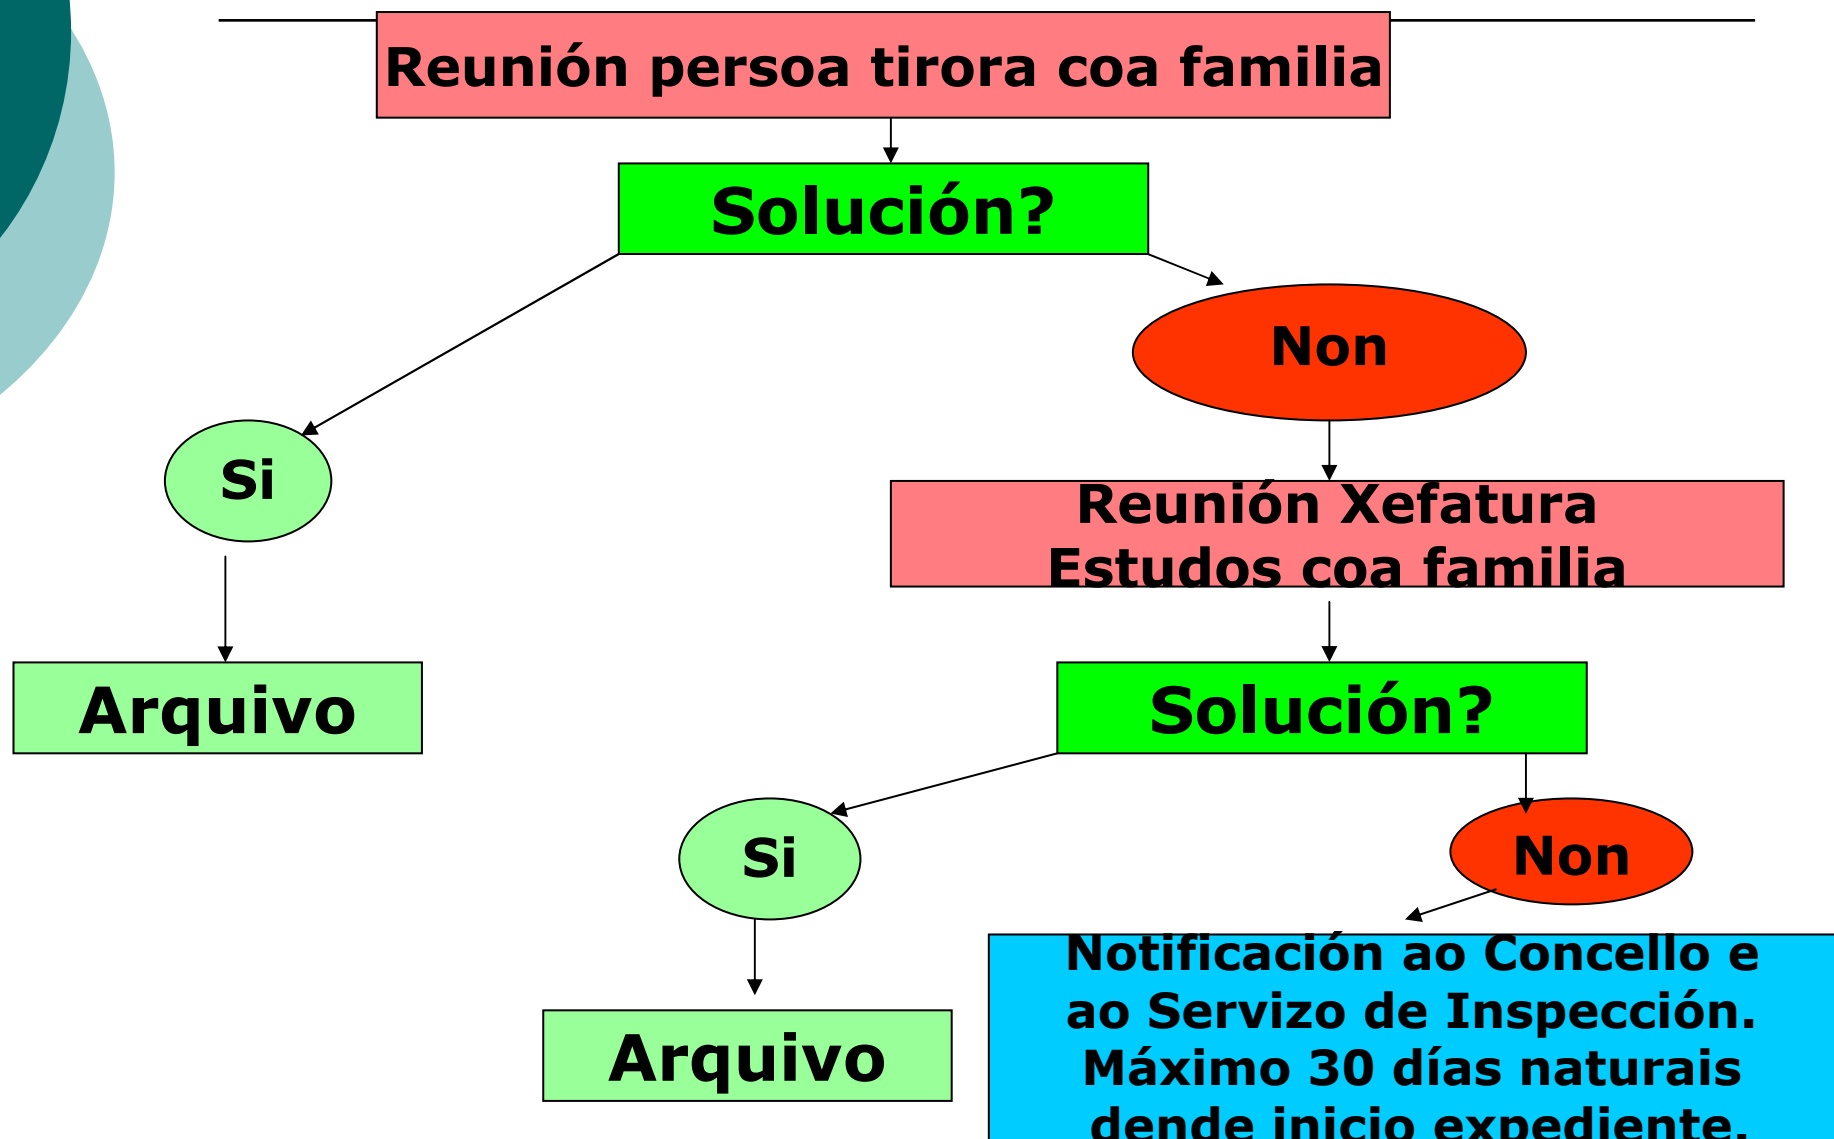 Reunión persoa tirora coa familia
Solución?
Non
Si
Reunión Xefatura
Estudos coa familia
Arquivo
Solución?
Si
Non
Notificación ao Concello e
ao Servizo de Inspección.
Máximo 30 días naturais
dende inicio expediente.
Arquivo